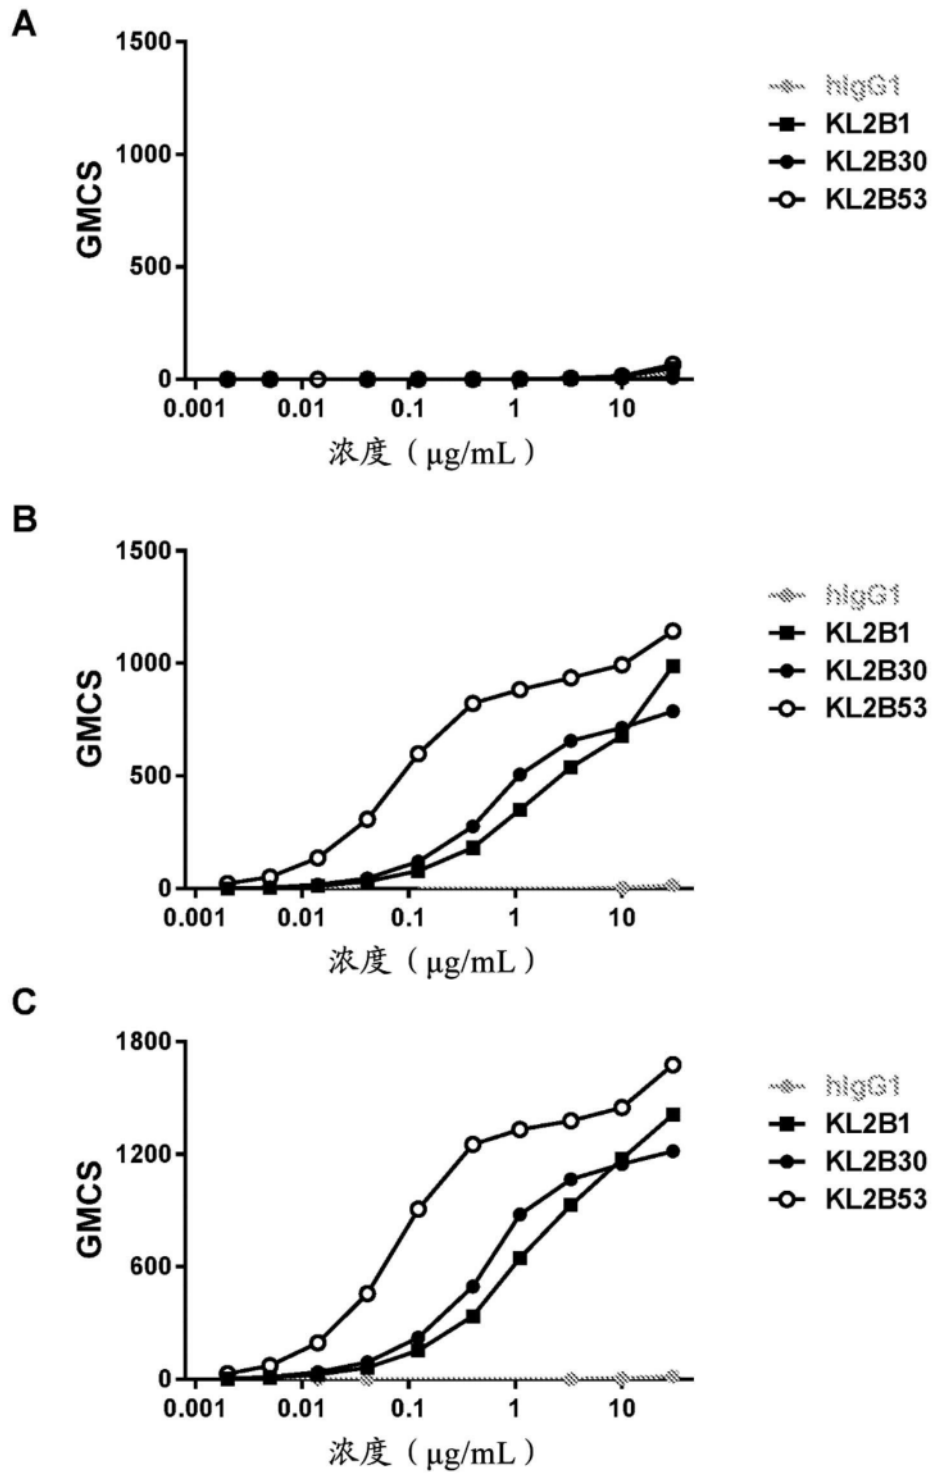 A
1500
1000
500
0
GMCS
0.001 0.01 0.1 1 10
浓度（μg/mL）
hIgG1
KL2B1
KL2B30
KL2B53
B
1500
1000
500
0
GMCS
0.001 0.01 0.1 1 10
浓度（μg/mL）
hIgG1
KL2B1
KL2B30
KL2B53
C
1800
1200
600
0
GMCS
0.001 0.01 0.1 1 10
浓度（μg/mL）
hIgG1
KL2B1
KL2B30
KL2B53